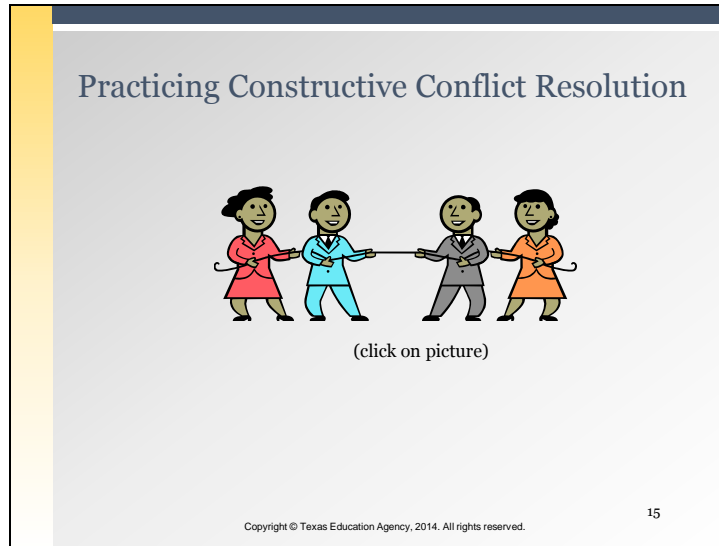 Practicing Constructive Conflict Resolution
(click on picture)
15
Copyright © Texas Education Agency, 2014. All rights reserved.